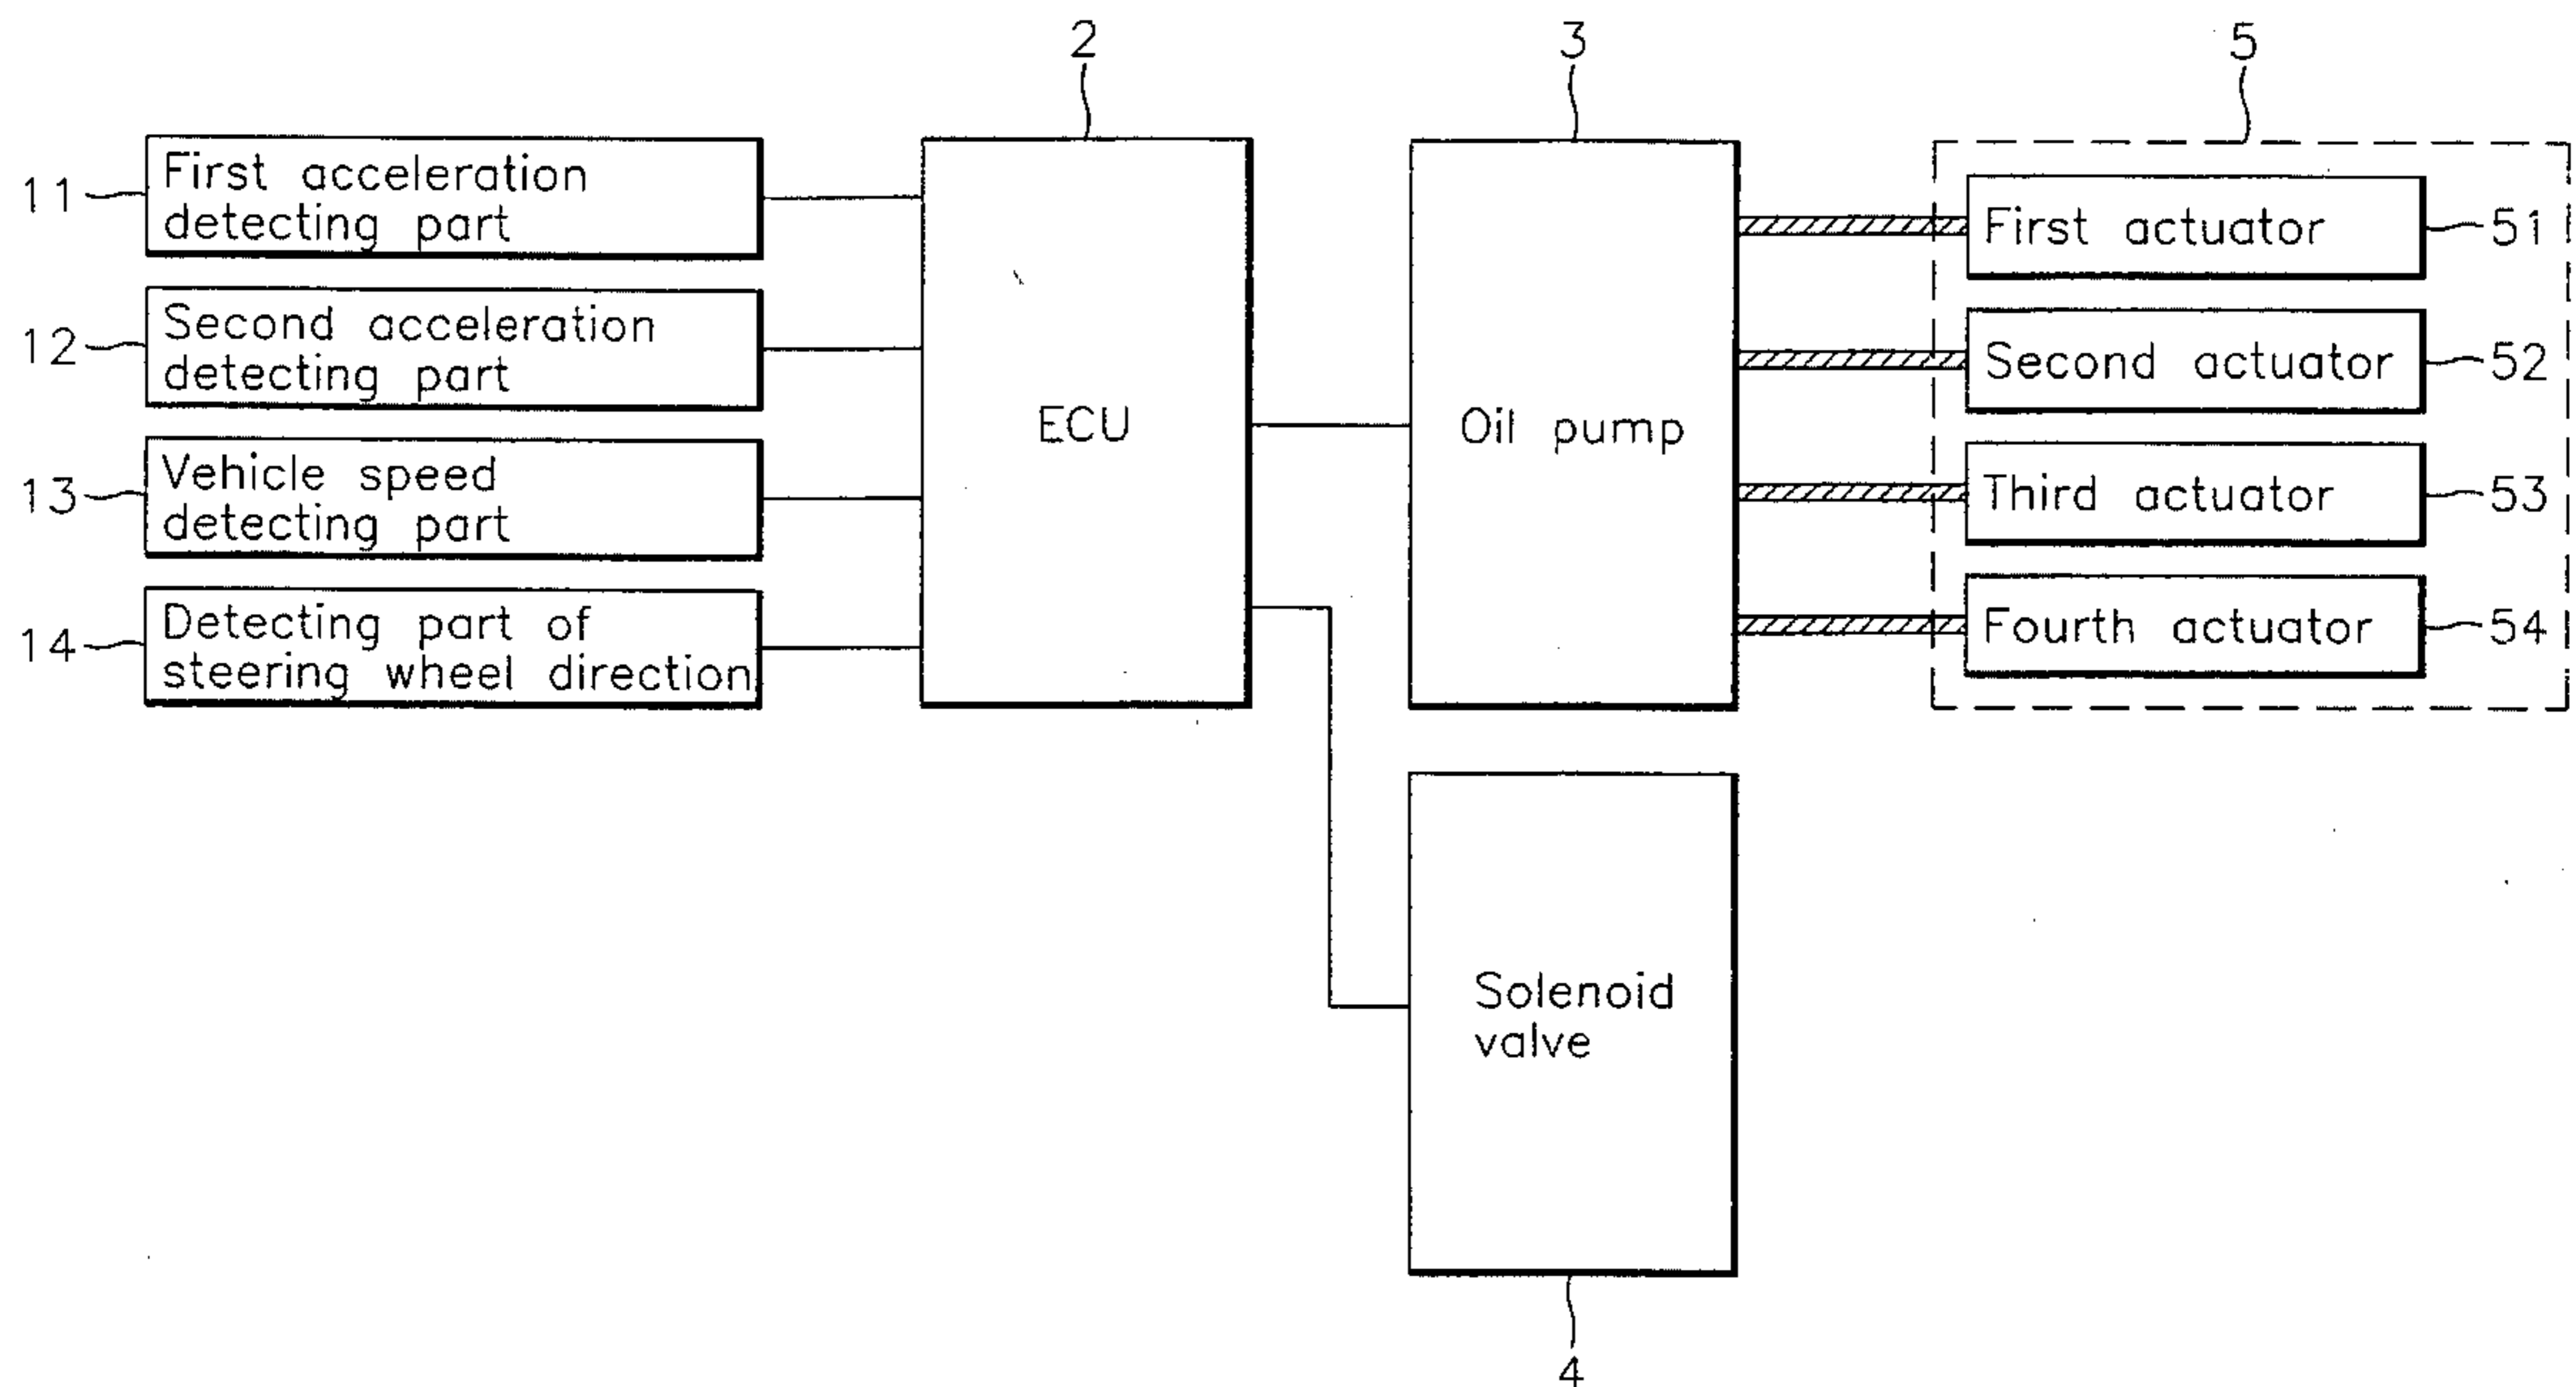 2
3
5
11
First acceleration
detecting part
12
Second acceleration
detecting part
13
Vehicle speed
detecting part
14
Detecting part of
steering wheel direction
ECU
Oil pump
First actuator
51
Second actuator
52
Third actuator
53
Fourth actuator
54
Solenoid
valve
4